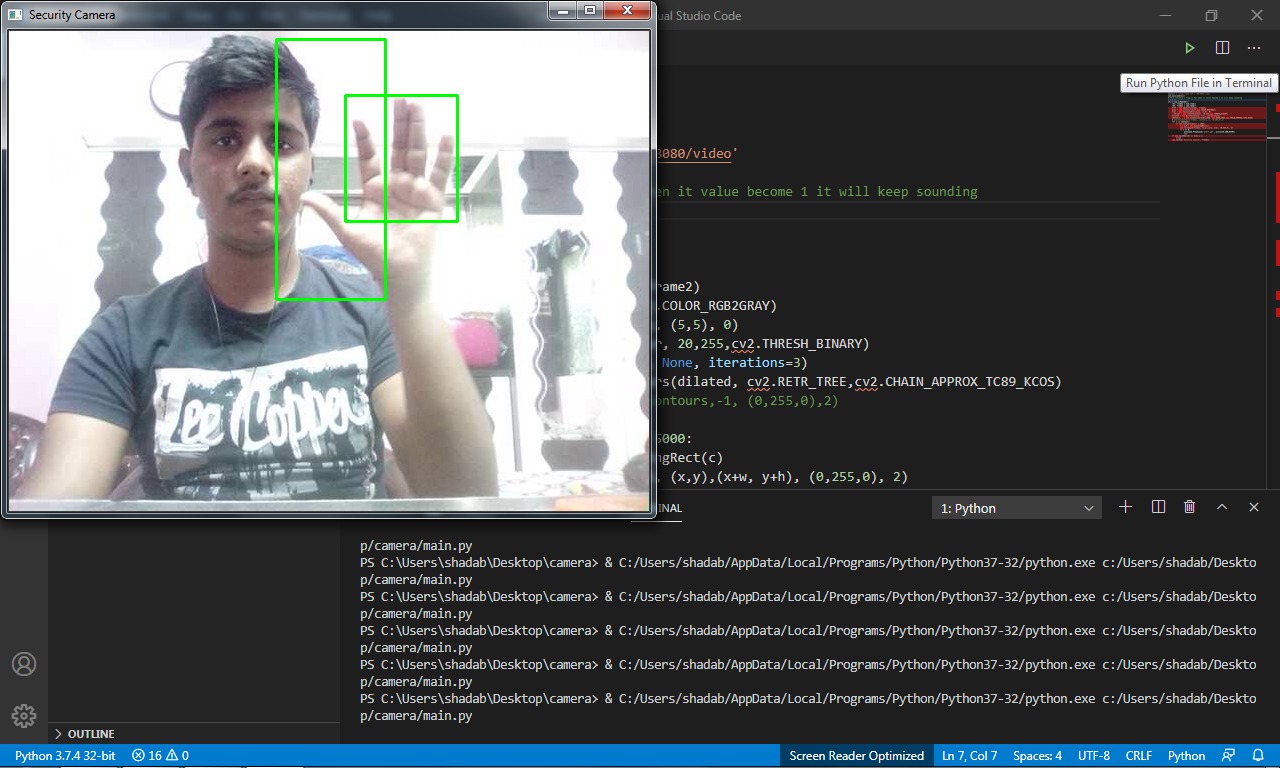 Security Camera
ual Studio Code
Run Python File in Terminal
8080/video'
en it value become 1 it will keep sounding
rame2)
.COLOR_RGB2GRAY)
, (5,5), 0)
r, 20,255,cv2.THRESH_BINARY)
None, iterations=3)
rs(dilated, cv2.RETR_TREE,cv2.CHAIN_APPROX_TC89_KCOS)
ontours,-1, (0,255,0),2)
5000:
ngRect(c)
, (x,y),(x+w, y+h), (0,255,0), 2)
Lee Cooper
INAL
1: Python
p/camera/main.py
PS C:\Users\shadab\Desktop\camera> & C:/Users/shadab/AppData/Local/Programs/Python/Python37-32/python.exe c:/Users/shadab/Deskto
p/camera/main.py
PS C:\Users\shadab\Desktop\camera> & C:/Users/shadab/AppData/Local/Programs/Python/Python37-32/python.exe c:/Users/shadab/Deskto
p/camera/main.py
PS C:\Users\shadab\Desktop\camera> & C:/Users/shadab/AppData/Local/Programs/Python/Python37-32/python.exe c:/Users/shadab/Deskto
p/camera/main.py
PS C:\Users\shadab\Desktop\camera> & C:/Users/shadab/AppData/Local/Programs/Python/Python37-32/python.exe c:/Users/shadab/Deskto
p/camera/main.py
PS C:\Users\shadab\Desktop\camera> & C:/Users/shadab/AppData/Local/Programs/Python/Python37-32/python.exe c:/Users/shadab/Deskto
p/camera/main.py
OUTLINE
Python 3.7.4 32-bit 16 0 Screen Reader Optimized Ln 7, Col 7 Spaces: 4 UTF-8 CRLF Python